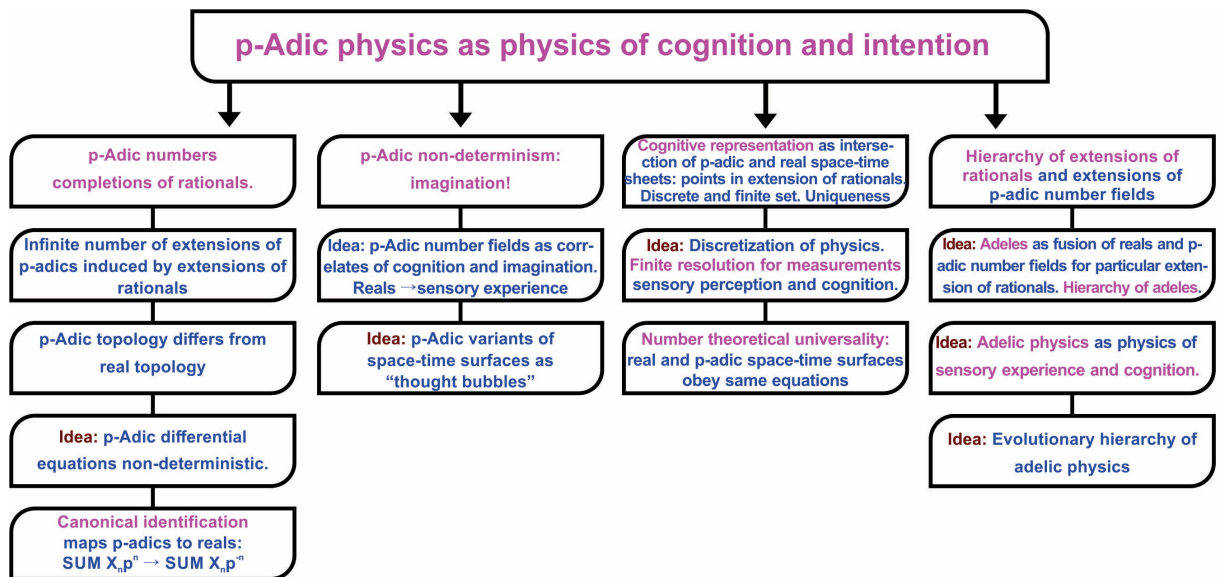 p-Adic physics as physics of cognition and intention
p-Adic numbers
completions of rationals.
Infinite number of extensions of
p-adics induced by extensions of
rationals
p-Adic topology differs from
real topology
Idea: p-Adic differential
equations non-deterministic.
Canonical identification
maps p-adics to reals:
SUM Xₙpⁿ → SUM Xₙp⁻ⁿ
p-Adic non-determinism:
imagination!
Idea: p-Adic number fields as corr-
elates of cognition and imagination.
Reals →sensory experience
Idea: p-Adic variants of
space-time surfaces as
“thought bubbles”
Cognitive representation as interse-
ction of p-adic and real space-time
sheets: points in extension of rationals.
Discrete and finite set. Uniqueness
Idea: Discretization of physics.
Finite resolution for measurements
sensory perception and cognition.
Number theoretical universality:
real and p-adic space-time surfaces
obey same equations
Hierarchy of extensions of
rationals and extensions of
p-adic number fields
Idea: Adeles as fusion of reals and p-
adic number fields for particular exten-
sion of rationals. Hierarchy of adeles.
Idea: Adelic physics as physics of
sensory experience and cognition.
Idea: Evolutionary hierarchy of
adelic physics